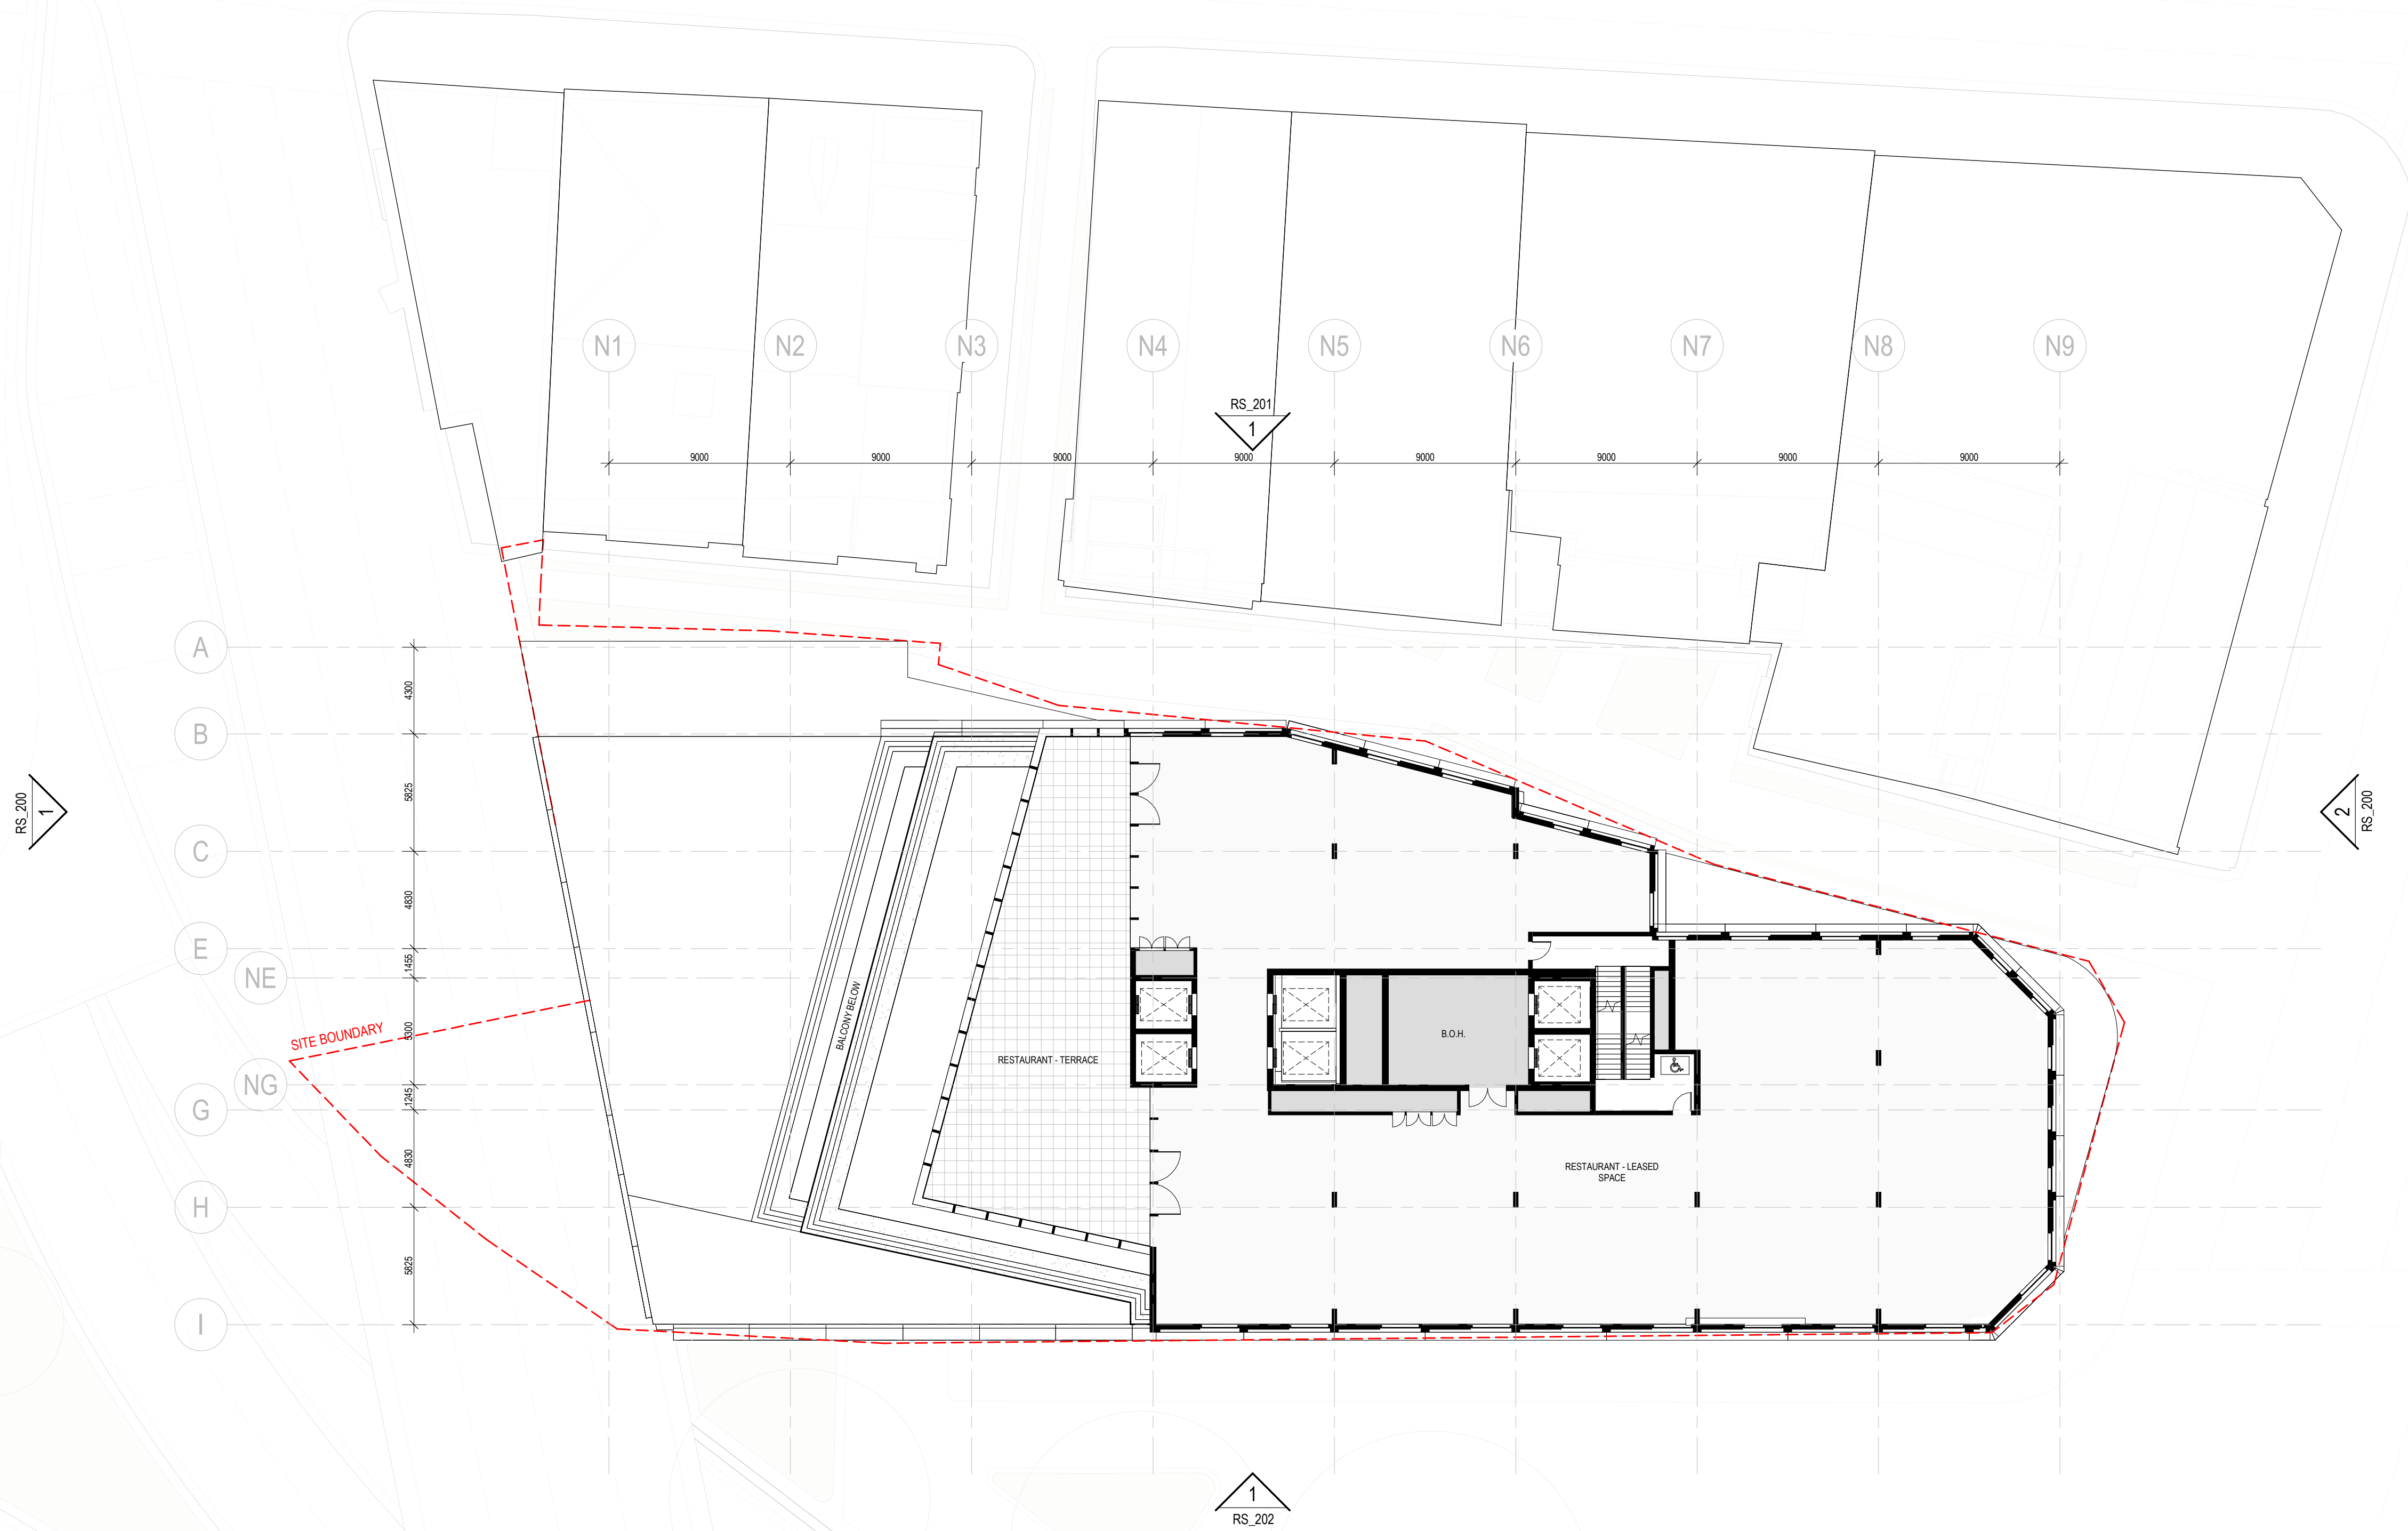 N1 N2 N3 N4 N5 N6 N7 N8 N9
RS_201
1
9000 9000 9000 9000 9000 9000 9000 9000
A
4300
B
5825
RS_200
1
2
RS_200
C
4830
E
1455
NE
BALCONY BELOW
SITE BOUNDARY
5300
B.O.H.
RESTAURANT - TERRACE
NG
1245
G
4830
RESTAURANT - LEASED
SPACE
H
5825
I
1
RS_202